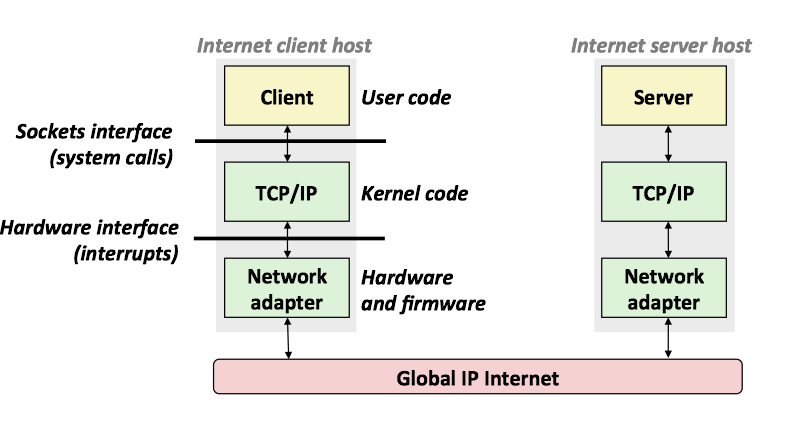 Internet client host
Internet server host
Client
User code
Server
Sockets interface
(system calls)
TCP/IP
Kernel code
TCP/IP
Hardware interface
(interrupts)
Network
adapter
Hardware
and firmware
Network
adapter
Global IP Internet